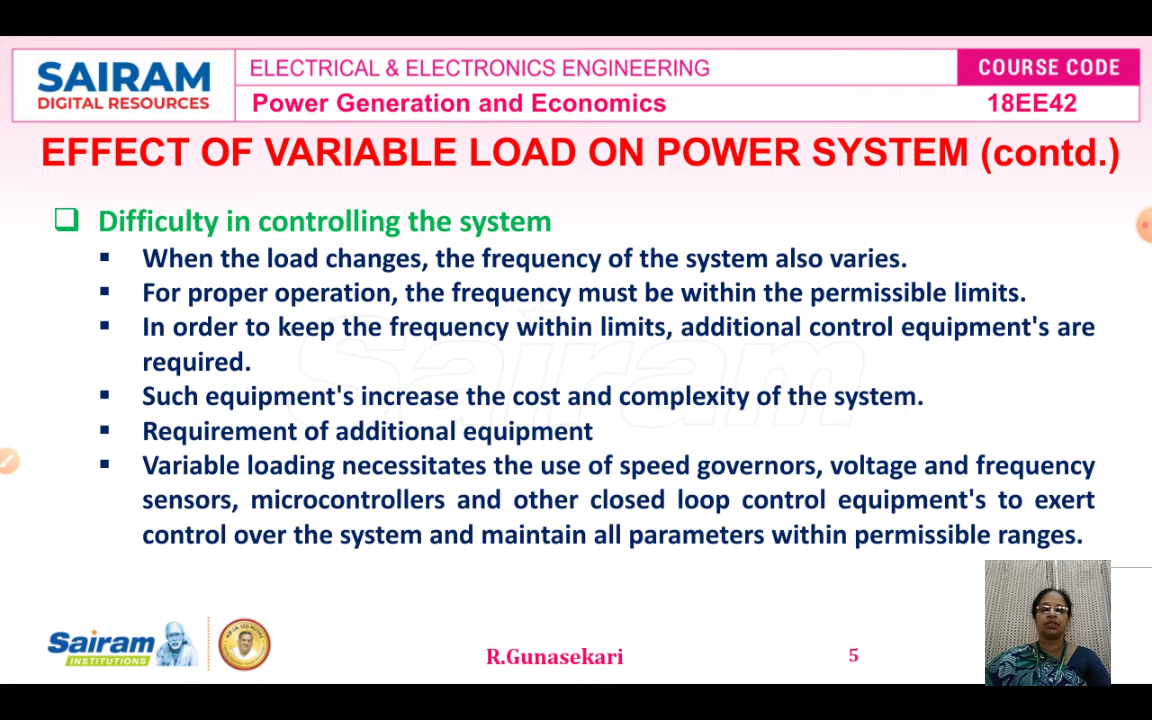 SAIRAM
DIGITAL RESOURCES
ELECTRICAL & ELECTRONICS ENGINEERING
Power Generation and Economics
COURSE CODE
18EE42
EFFECT OF VARIABLE LOAD ON POWER SYSTEM (contd.)
Difficulty in controlling the system
When the load changes, the frequency of the system also varies.
For proper operation, the frequency must be within the permissible limits.
In order to keep the frequency within limits, additional control equipment's are
required.
Such equipment's increase the cost and complexity of the system.
Requirement of additional equipment
Variable loading necessitates the use of speed governors, voltage and frequency
sensors, microcontrollers and other closed loop control equipment's to exert
control over the system and maintain all parameters within permissible ranges.
Sairam
Sairam
INSTITUTIONS
R.Gunasekari
5